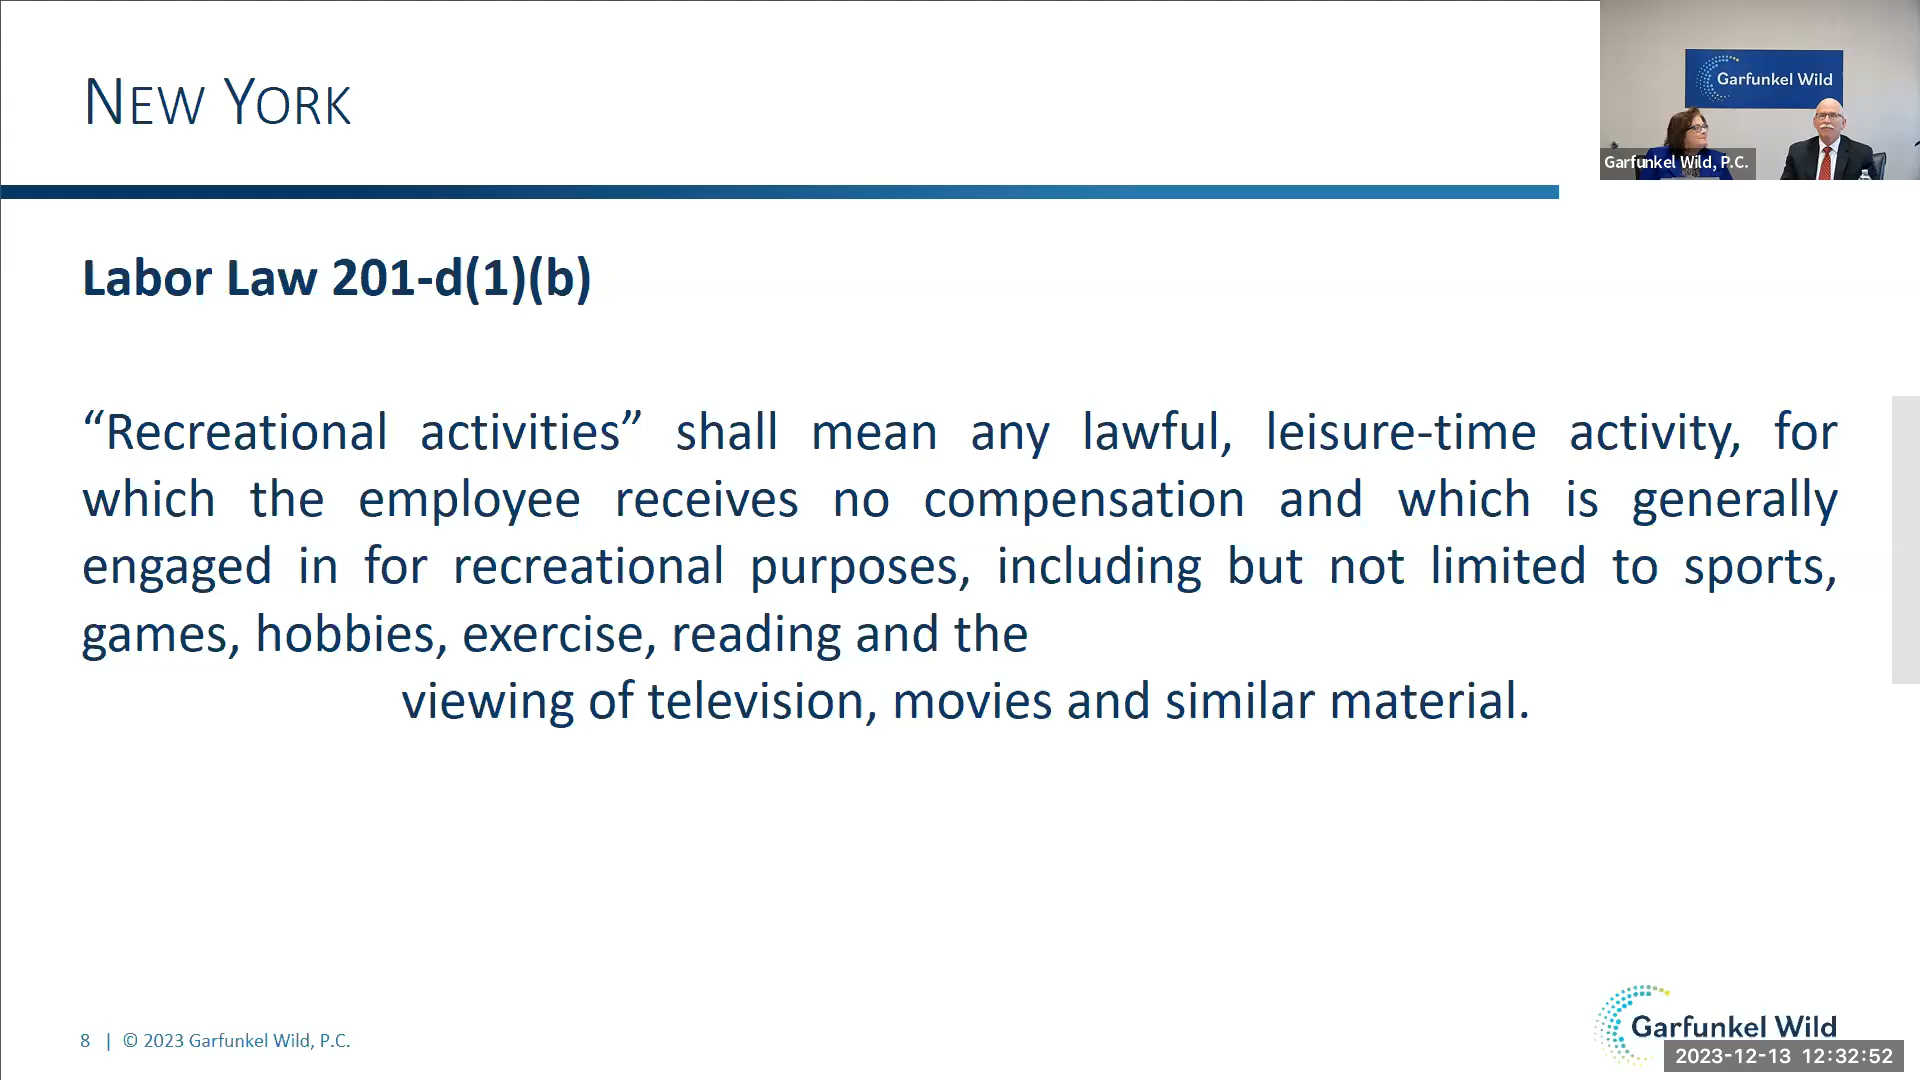 NEW YORK
Garfunkel Wild
Garfunkel Wild, P.C.
Labor Law 201-d(1)(b)
“Recreational activities” shall mean any lawful, leisure-time activity, for
which the employee receives no compensation and which is generally
engaged in for recreational purposes, including but not limited to sports,
games, hobbies, exercise, reading and the
viewing of television, movies and similar material.
8 | © 2023 Garfunkel Wild, P.C.
Garfunkel Wild
2023-12-13 12:32:52